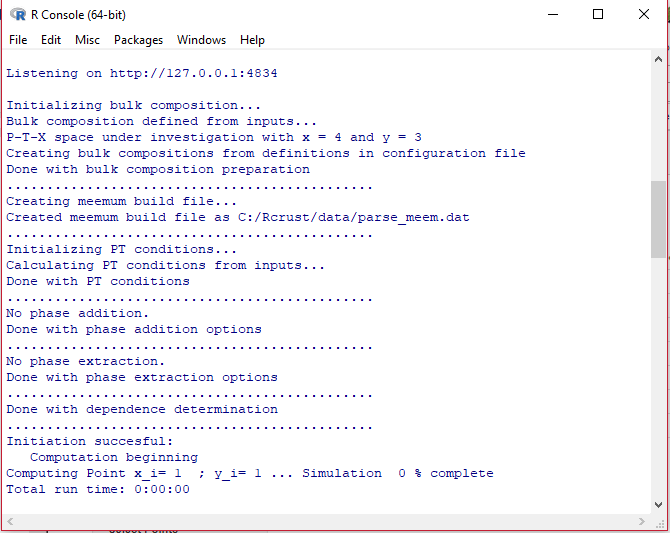 R Console (64-bit)
File Edit Misc Packages Windows Help
Listening on http://127.0.0.1:4834
Initializing bulk composition...
Bulk composition defined from inputs...
P-T-X space under investigation with x = 4 and y = 3
Creating bulk compositions from definitions in configuration file
Done with bulk composition preparation
..............................................
Creating meemum build file...
Created meemum build file as C:/Rcrust/data/parse_meem.dat
..............................................
Initializing PT conditions...
Calculating PT conditions from inputs...
Done with PT conditions
..............................................
No phase addition.
Done with phase addition options
..............................................
No phase extraction.
Done with phase extraction options
..............................................
Done with dependence determination
..............................................
Initiation succesful:
   Computation beginning
Computing Point x_i= 1  ; y_i= 1 ... Simulation  0 % complete
Total run time: 0:00:00